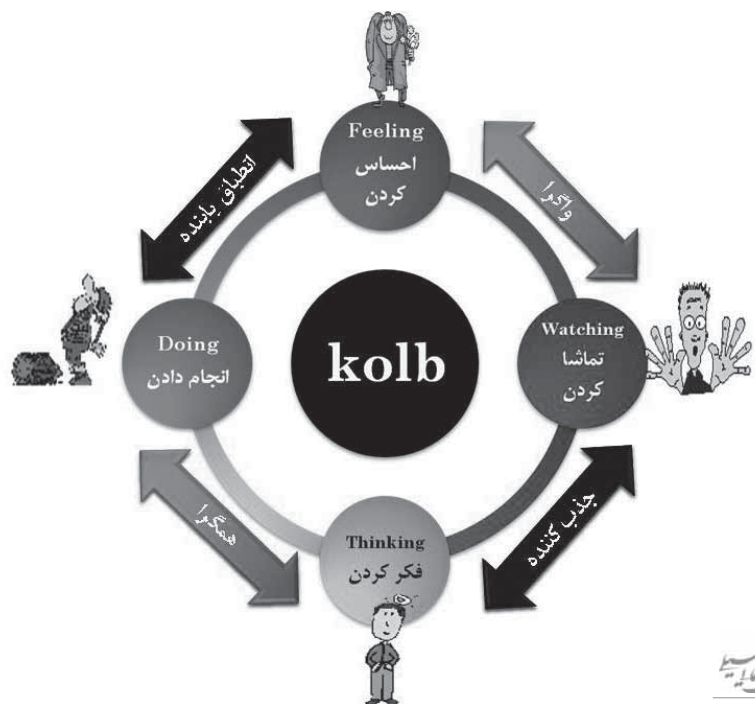 Feeling
احساس
کردن
انطباق یابنده
واگرا
Doing
انجام دادن
kolb
Watching
تماشا
کردن
همگرا
جذب کننده
Thinking
فکر کردن